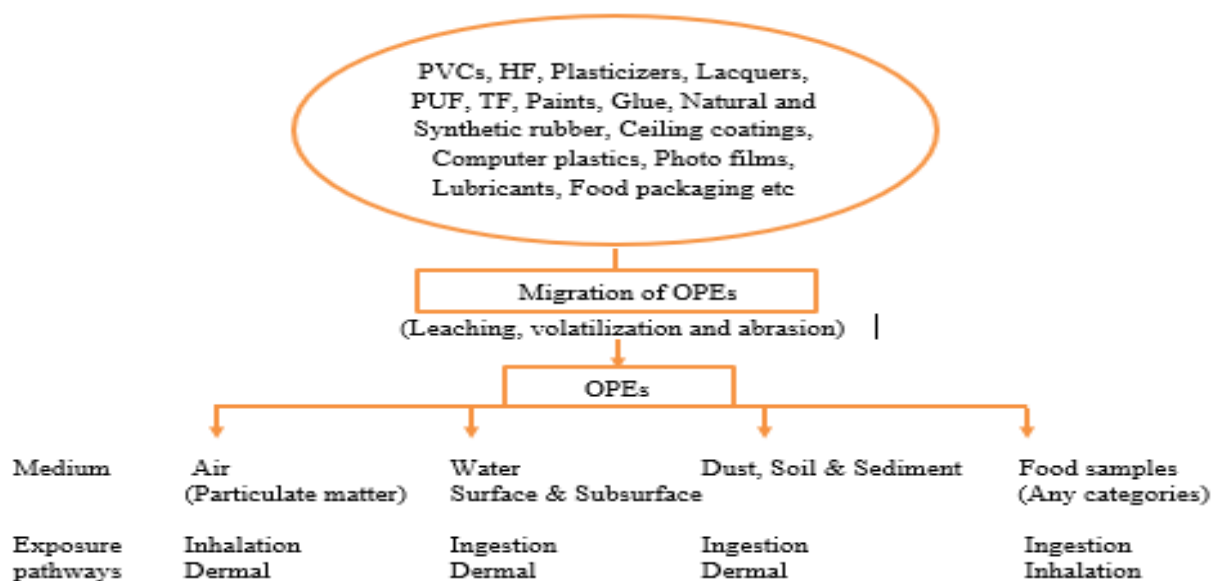 PVCs, HF, Plasticizers, Lacquers,
PUF, TF, Paints, Glue, Natural and
Synthetic rubber, Ceiling coatings,
Computer plastics, Photo films,
Lubricants, Food packaging etc
Migration of OPEs
(Leaching, volatilization and abrasion)
OPEs
Medium Air Water Dust, Soil & Sediment Food samples
(Particulate matter) Surface & Subsurface (Any categories)
Exposure Inhalation Ingestion Ingestion Ingestion
pathways Dermal Dermal Dermal Inhalation